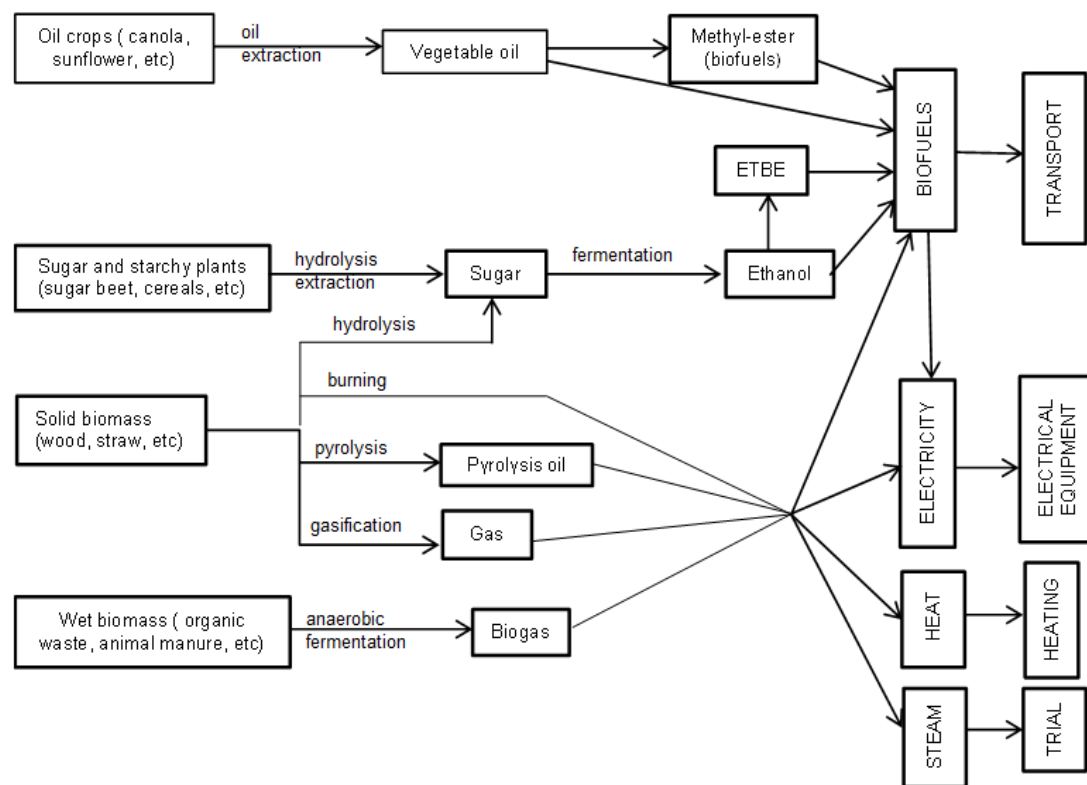 Oil crops ( canola,
sunflower, etc)
oil
extraction
Vegetable oil
Methyl-ester
(biofuels)
BIOFUELS
TRANSPORT
ETBE
Sugar and starchy plants
(sugar beet, cereals, etc)
hydrolysis
extraction
Sugar
fermentation
Ethanol
hydrolysis
burning
Solid biomass
(wood, straw, etc)
pyrolysis
Pyrolysis oil
gasification
Gas
ELECTRICITY
ELECTRICAL
EQUIPMENT
Wet biomass ( organic
waste, animal manure, etc)
anaerobic
fermentation
Biogas
HEAT
HEATING
STEAM
TRIAL